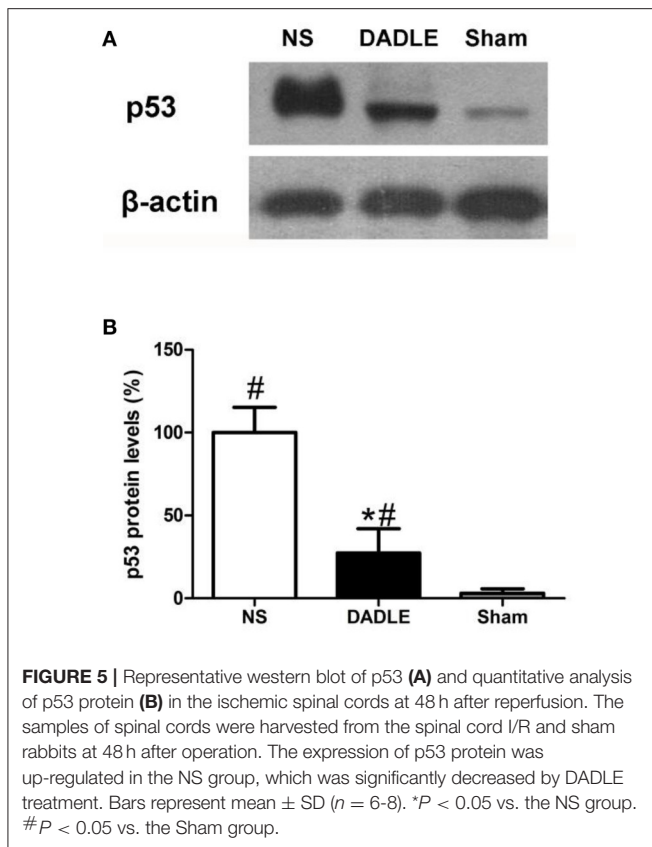 A
NS DADLE Sham
p53
β-actin
B
150
100
50
0
p53 protein levels (%)
#
*#
NS DADLE Sham
FIGURE 5 | Representative western blot of p53 (A) and quantitative analysis
of p53 protein (B) in the ischemic spinal cords at 48 h after reperfusion. The
samples of spinal cords were harvested from the spinal cord I/R and sham
rabbits at 48 h after operation. The expression of p53 protein was
up-regulated in the NS group, which was significantly decreased by DADLE
treatment. Bars represent mean ± SD (n = 6-8). *P < 0.05 vs. the NS group.
#P < 0.05 vs. the Sham group.